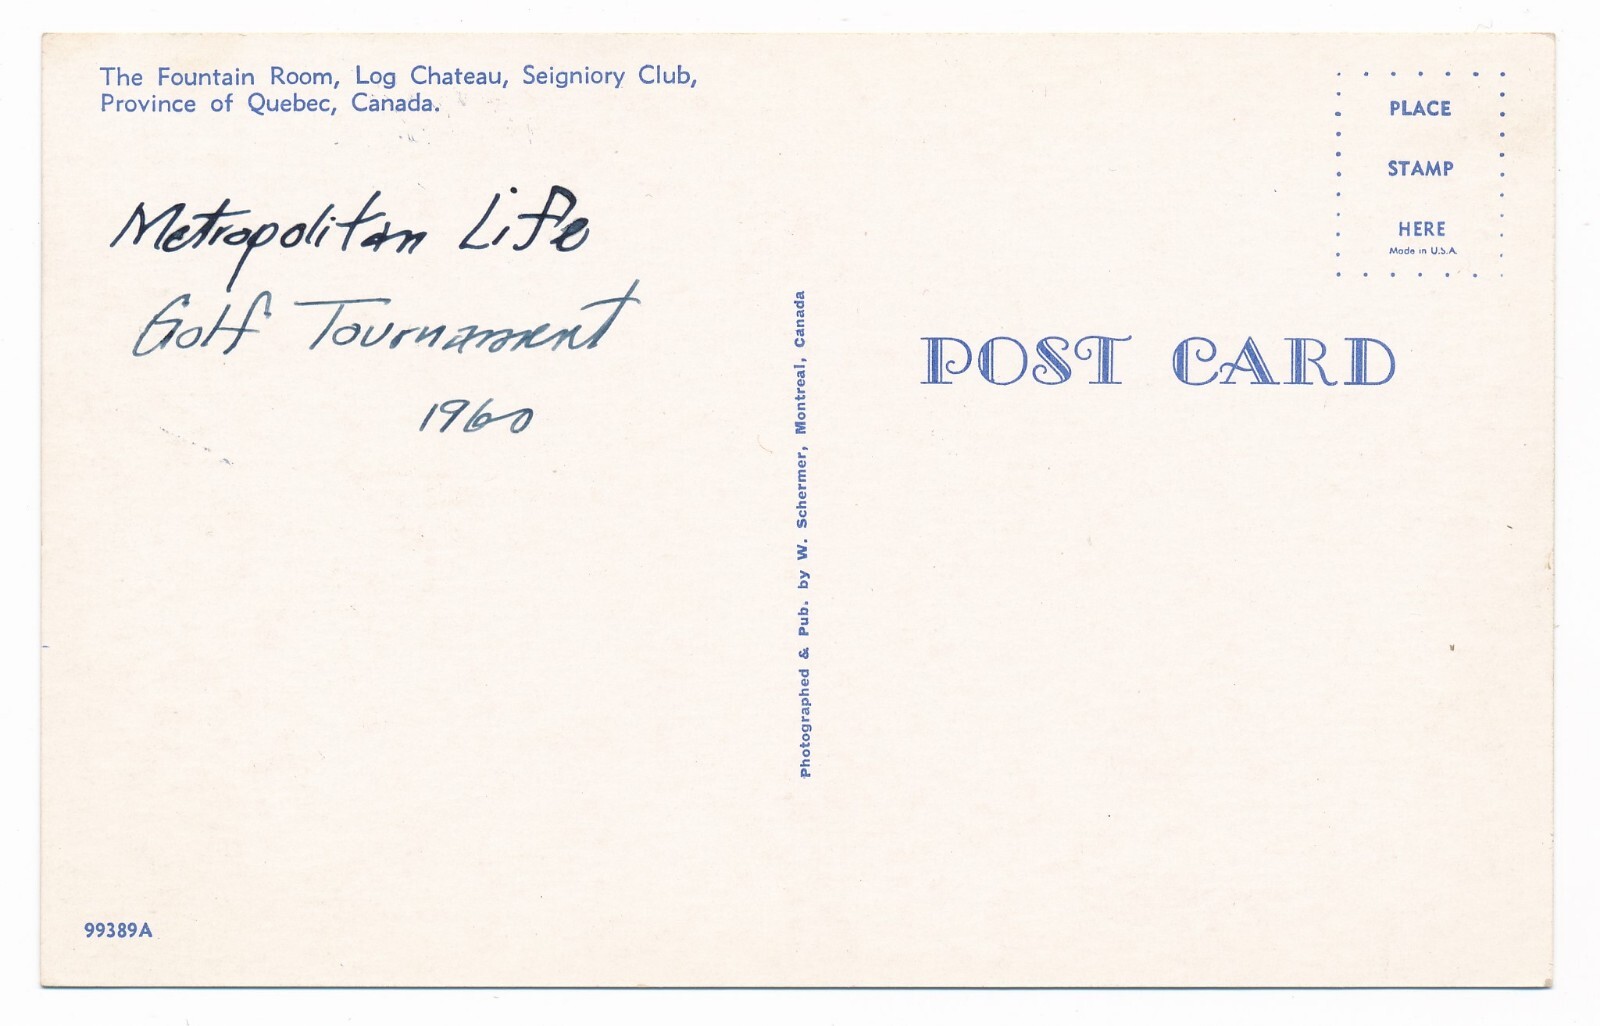 The Fountain Room, Log Chateau, Seigniory Club,
Province of Quebec, Canada.
Metropolitan Life
Golf Tournament
1960
99389A
Photographed & Pub. by W. Schermer, Montreal, Canada
PLACE
STAMP
HERE
Made in U.S.A.
POST CARD